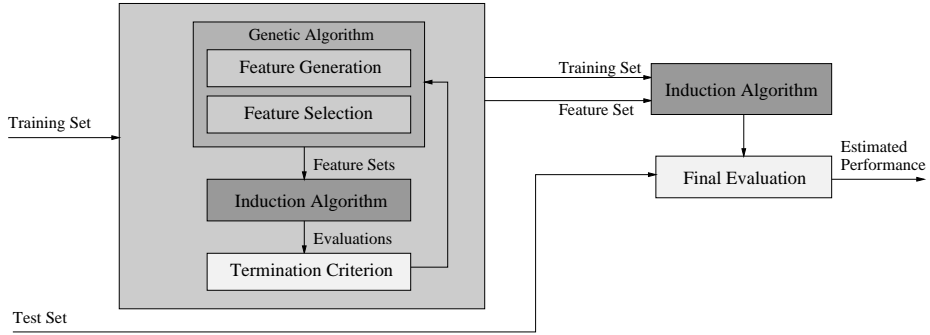 Genetic Algorithm
Feature Generation
Feature Selection
Training Set
Feature Sets
Induction Algorithm
Evaluations
Termination Criterion
Test Set
Training Set
Feature Set
Induction Algorithm
Final Evaluation
Estimated
Performance